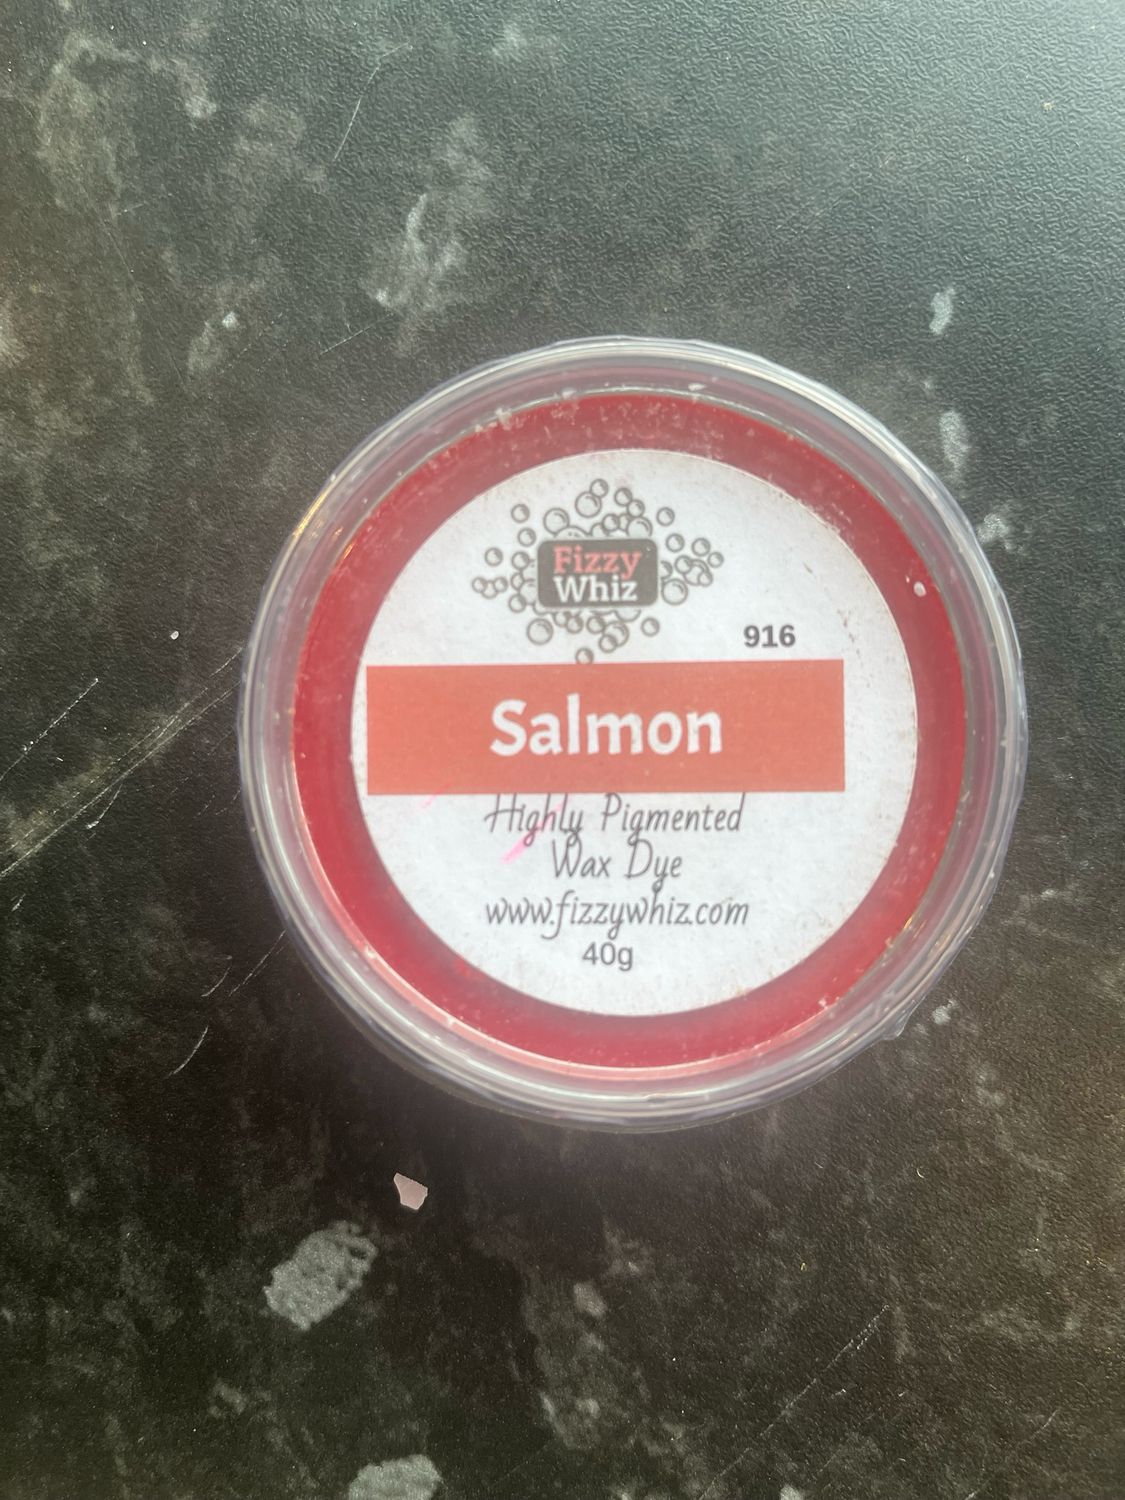 Fizzy
Whiz
916
Salmon
Highly Pigmented
Wax Dye
www.fizzywhiz.com
40g